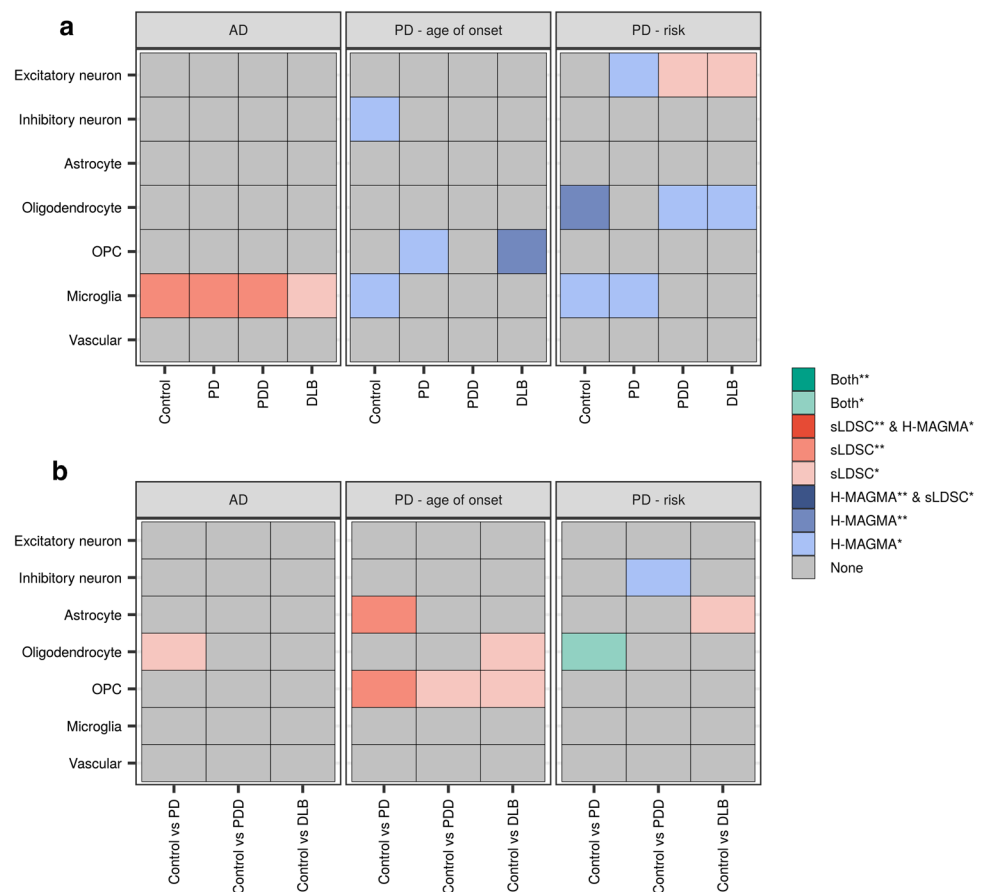 a
AD
PD - age of onset
PD - risk
Excitatory neuron
Inhibitory neuron
Astrocyte
Oligodendrocyte
OPC
Microglia
Vascular
Control
PD
PDD
DLB
Control
PD
PDD
DLB
Control
PD
PDD
DLB
Both**
Both*
sLDSC** & H-MAGMA*
sLDSC**
sLDSC*
H-MAGMA** & sLDSC*
H-MAGMA**
H-MAGMA*
None
b
AD
PD - age of onset
PD - risk
Excitatory neuron
Inhibitory neuron
Astrocyte
Oligodendrocyte
OPC
Microglia
Vascular
Control vs PD
Control vs PDD
Control vs DLB
Control vs PD
Control vs PDD
Control vs DLB
Control vs PD
Control vs PDD
Control vs DLB